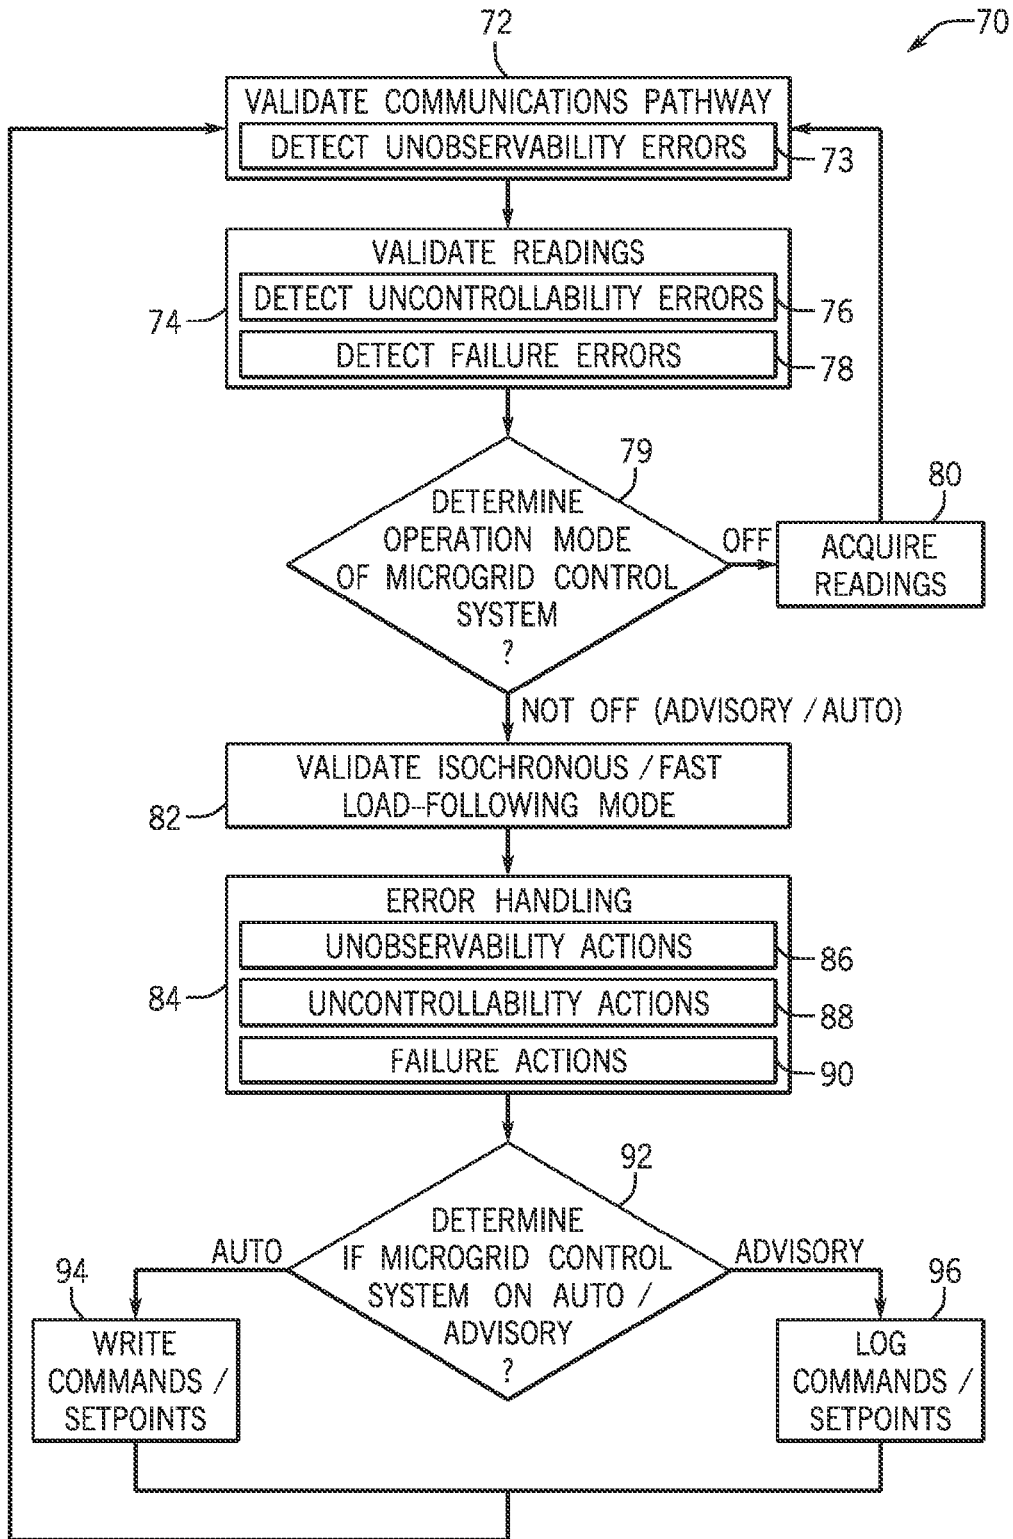 70
72
VALIDATE COMMUNICATIONS PATHWAY
DETECT UNOBSERVABILITY ERRORS
73
VALIDATE READINGS
DETECT UNCONTROLLABILITY ERRORS
74
76
DETECT FAILURE ERRORS
78
79
DETERMINE
OPERATION MODE
OF MICROGRID CONTROL
SYSTEM
?
OFF
80
ACQUIRE
READINGS
NOT OFF (ADVISORY / AUTO)
VALIDATE ISOCHRONOUS / FAST
LOAD-FOLLOWING MODE
82
ERROR HANDLING
UNOBSERVABILITY ACTIONS
86
84
UNCONTROLLABILITY ACTIONS
88
FAILURE ACTIONS
90
92
DETERMINE
IF MICROGRID CONTROL
SYSTEM ON AUTO /
ADVISORY
?
AUTO
ADVISORY
94
WRITE
COMMANDS /
SETPOINTS
96
LOG
COMMANDS /
SETPOINTS